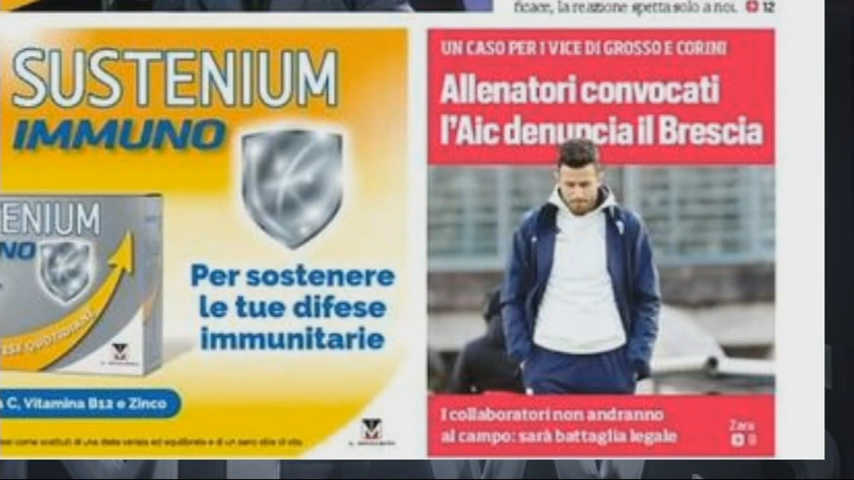 ficace, la reazione spetta solo a noi. 12
SUSTENIUM
IMMUNO
TENIUM
NO
Per sostenere
le tue difese
immunitarie
C, Vitamina B12 e Zinco
UN CASO PER I VICE DI GROSSO E CORINI
Allenatori convocati
l'Aic denuncia il Brescia
I collaboratori non andranno
al campo: sarà battaglia legale
Zara